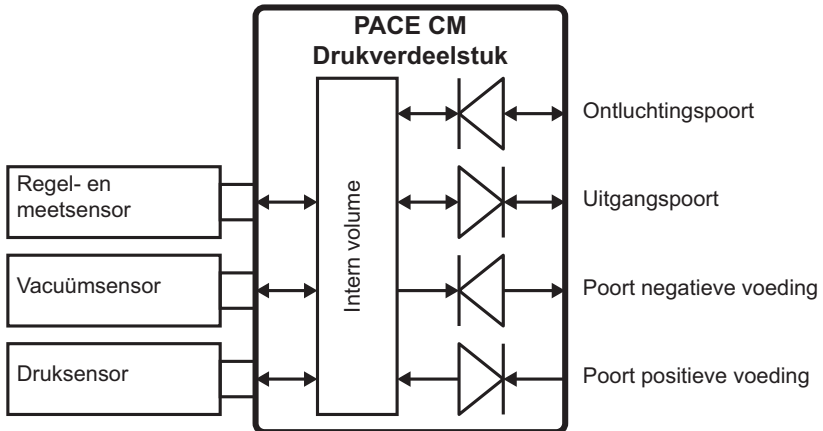 PACE CM
Drukverdeelstuk
Ontluchtingspoort
Regel- en
meetsensor
Intern volume
Uitgangspoort
Vacuümsensor
Poort negatieve voeding
Druksensor
Poort positieve voeding